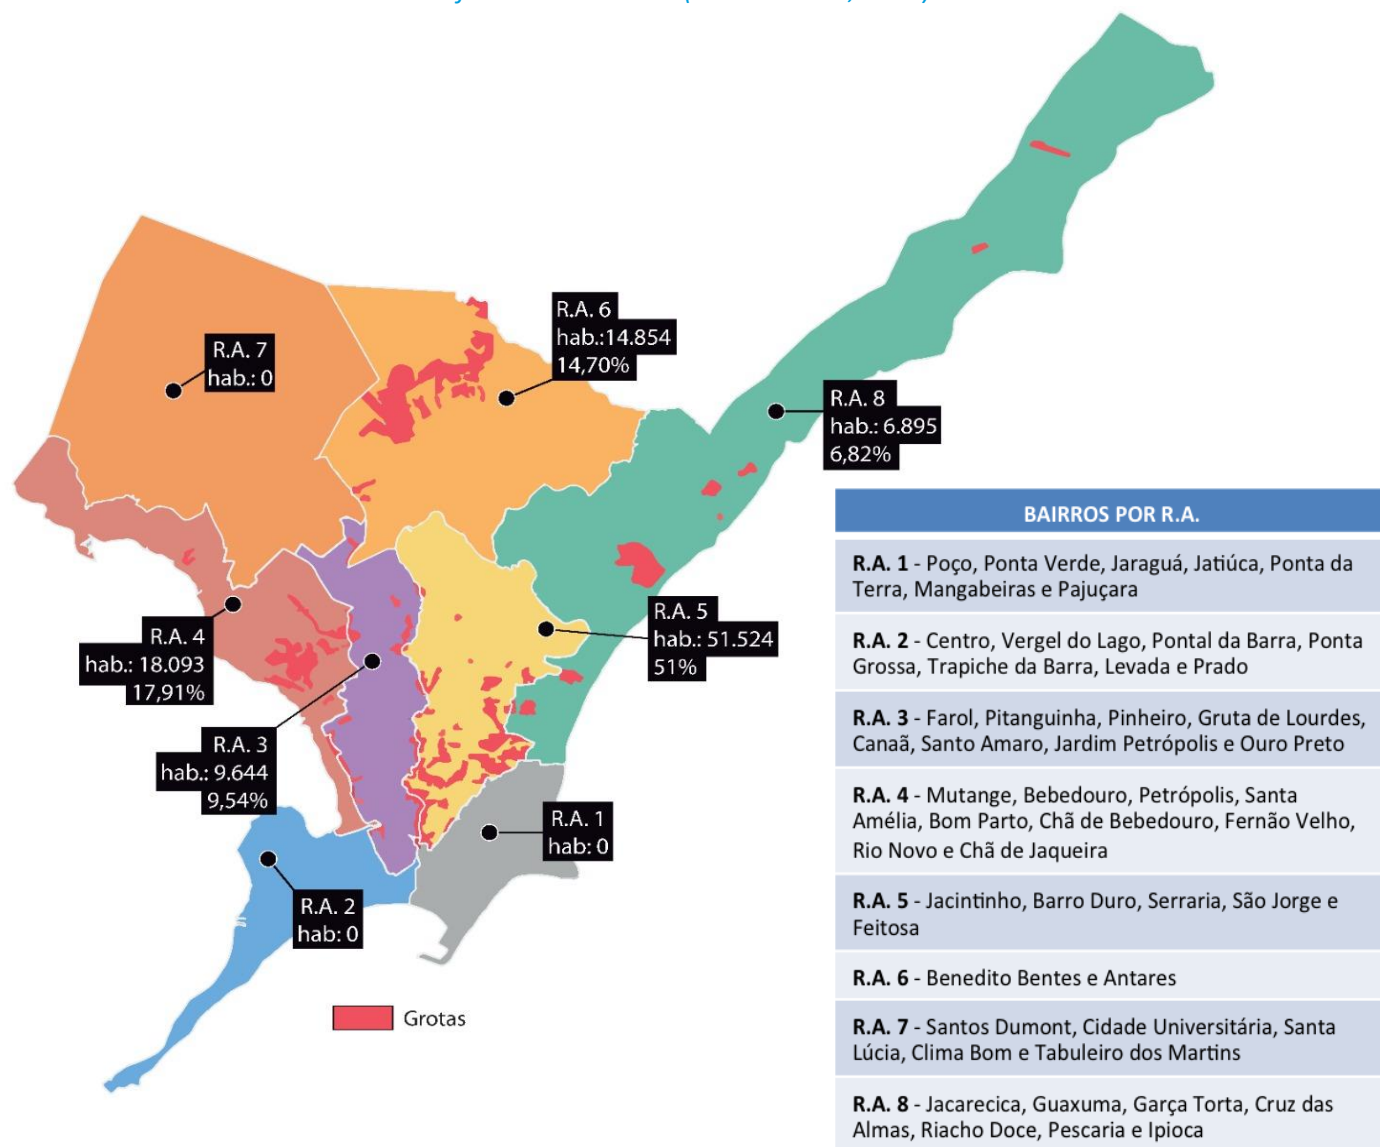 R.A. 6
hab.:14.854
14,70%
R.A. 7
hab.: 0
R.A. 8
hab.: 6.895
6,82%
R.A. 5
hab.: 51.524
51%
R.A. 4
hab.: 18.093
17,91%
R.A. 3
hab.: 9.644
9,54%
R.A. 1
hab: 0
R.A. 2
hab: 0
Grotas
BAIRROS POR R.A.
R.A. 1 - Poço, Ponta Verde, Jaraguá, Jatiúca, Ponta da
Terra, Mangabeiras e Pajuçara
R.A. 2 - Centro, Vergel do Lago, Pontal da Barra, Ponta
Grossa, Trapiche da Barra, Levada e Prado
R.A. 3 - Farol, Pitanguinha, Pinheiro, Gruta de Lourdes,
Canaã, Santo Amaro, Jardim Petrópolis e Ouro Preto
R.A. 4 - Mutange, Bebedouro, Petrópolis, Santa
Amélia, Bom Parto, Chã de Bebedouro, Fernão Velho,
Rio Novo e Chã de Jaqueira
R.A. 5 - Jacintinho, Barro Duro, Serraria, São Jorge e
Feitosa
R.A. 6 - Benedito Bentes e Antares
R.A. 7 - Santos Dumont, Cidade Universitária, Santa
Lúcia, Clima Bom e Tabuleiro dos Martins
R.A. 8 - Jacarecica, Guaxuma, Garça Torta, Cruz das
Almas, Riacho Doce, Pescaria e Ipioca